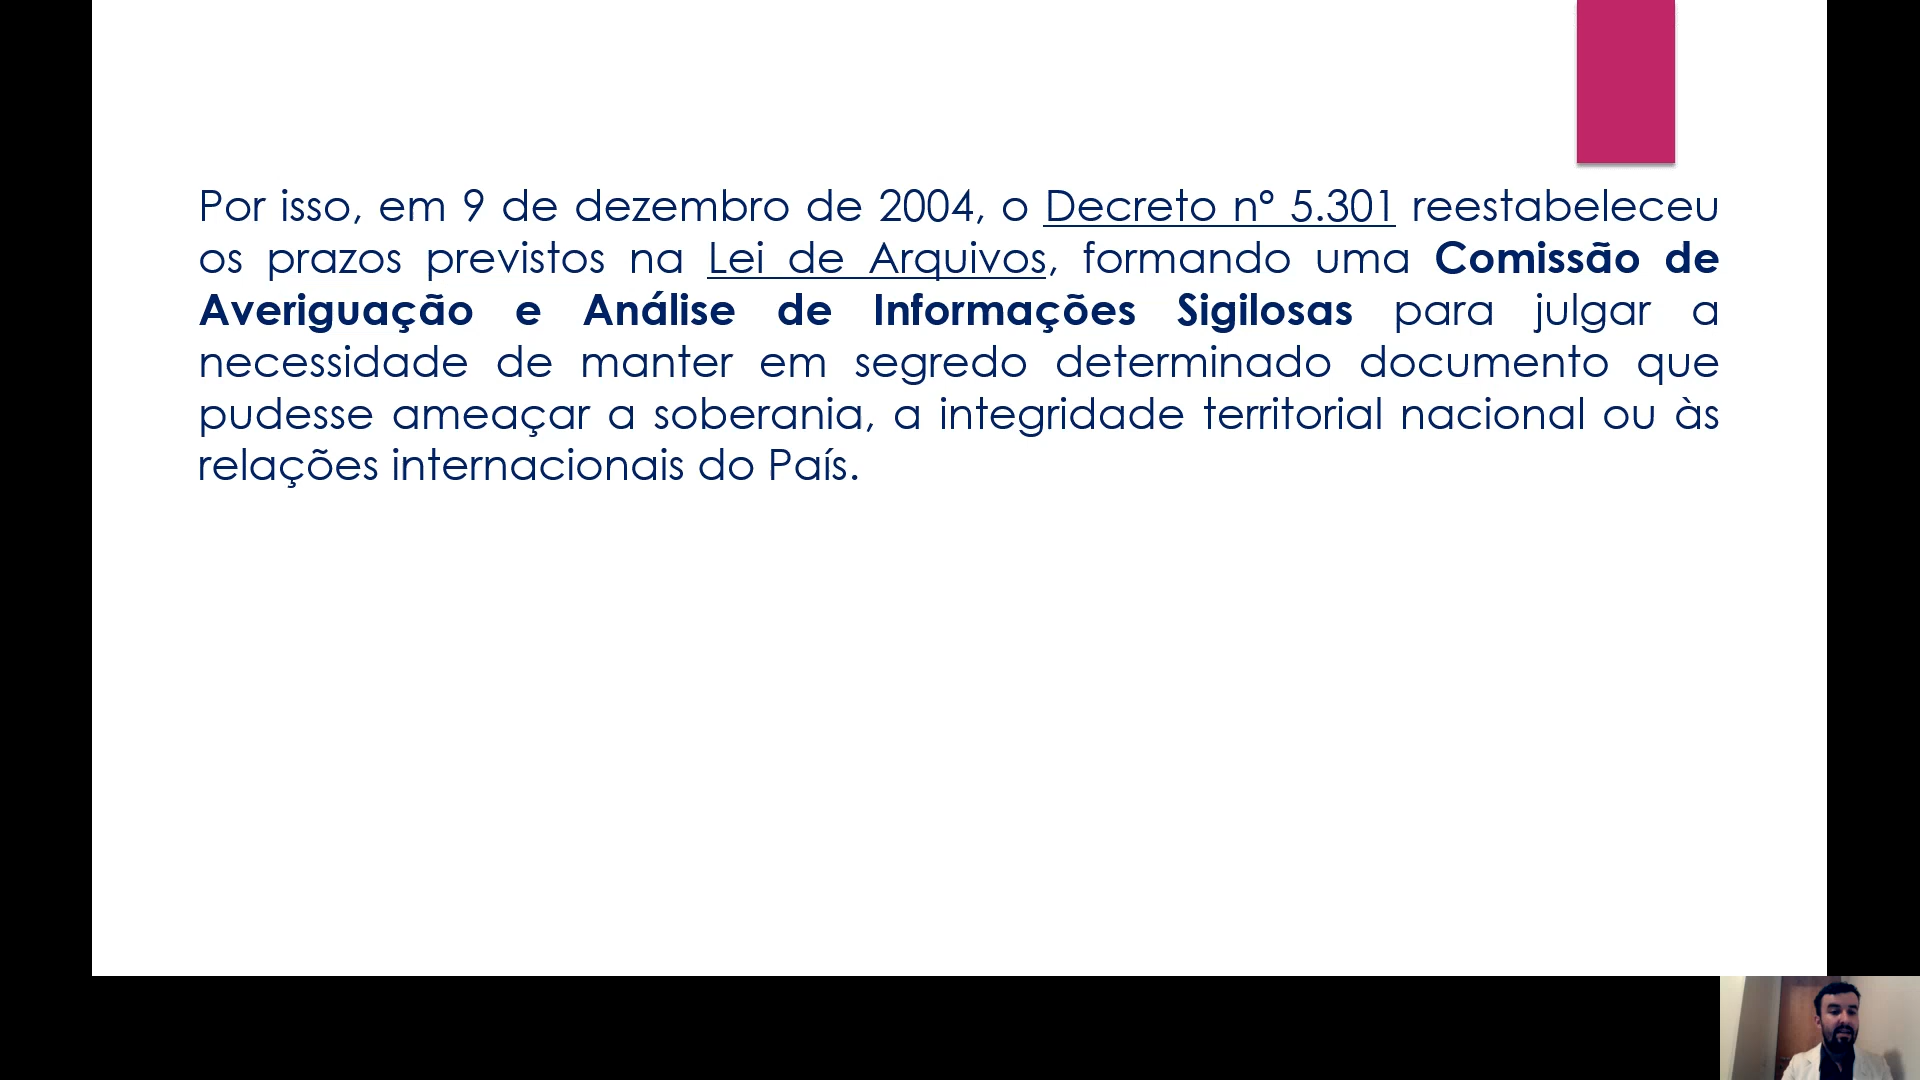 Por isso, em 9 de dezembro de 2004, o Decreto nº 5.301 reestabeleceu
os prazos previstos na Lei de Arquivos, formando uma Comissão de
Averiguação e Análise de Informações Sigilosas para julgar a
necessidade de manter em segredo determinado documento que
pudesse ameaçar a soberania, a integridade territorial nacional ou às
relações internacionais do País.